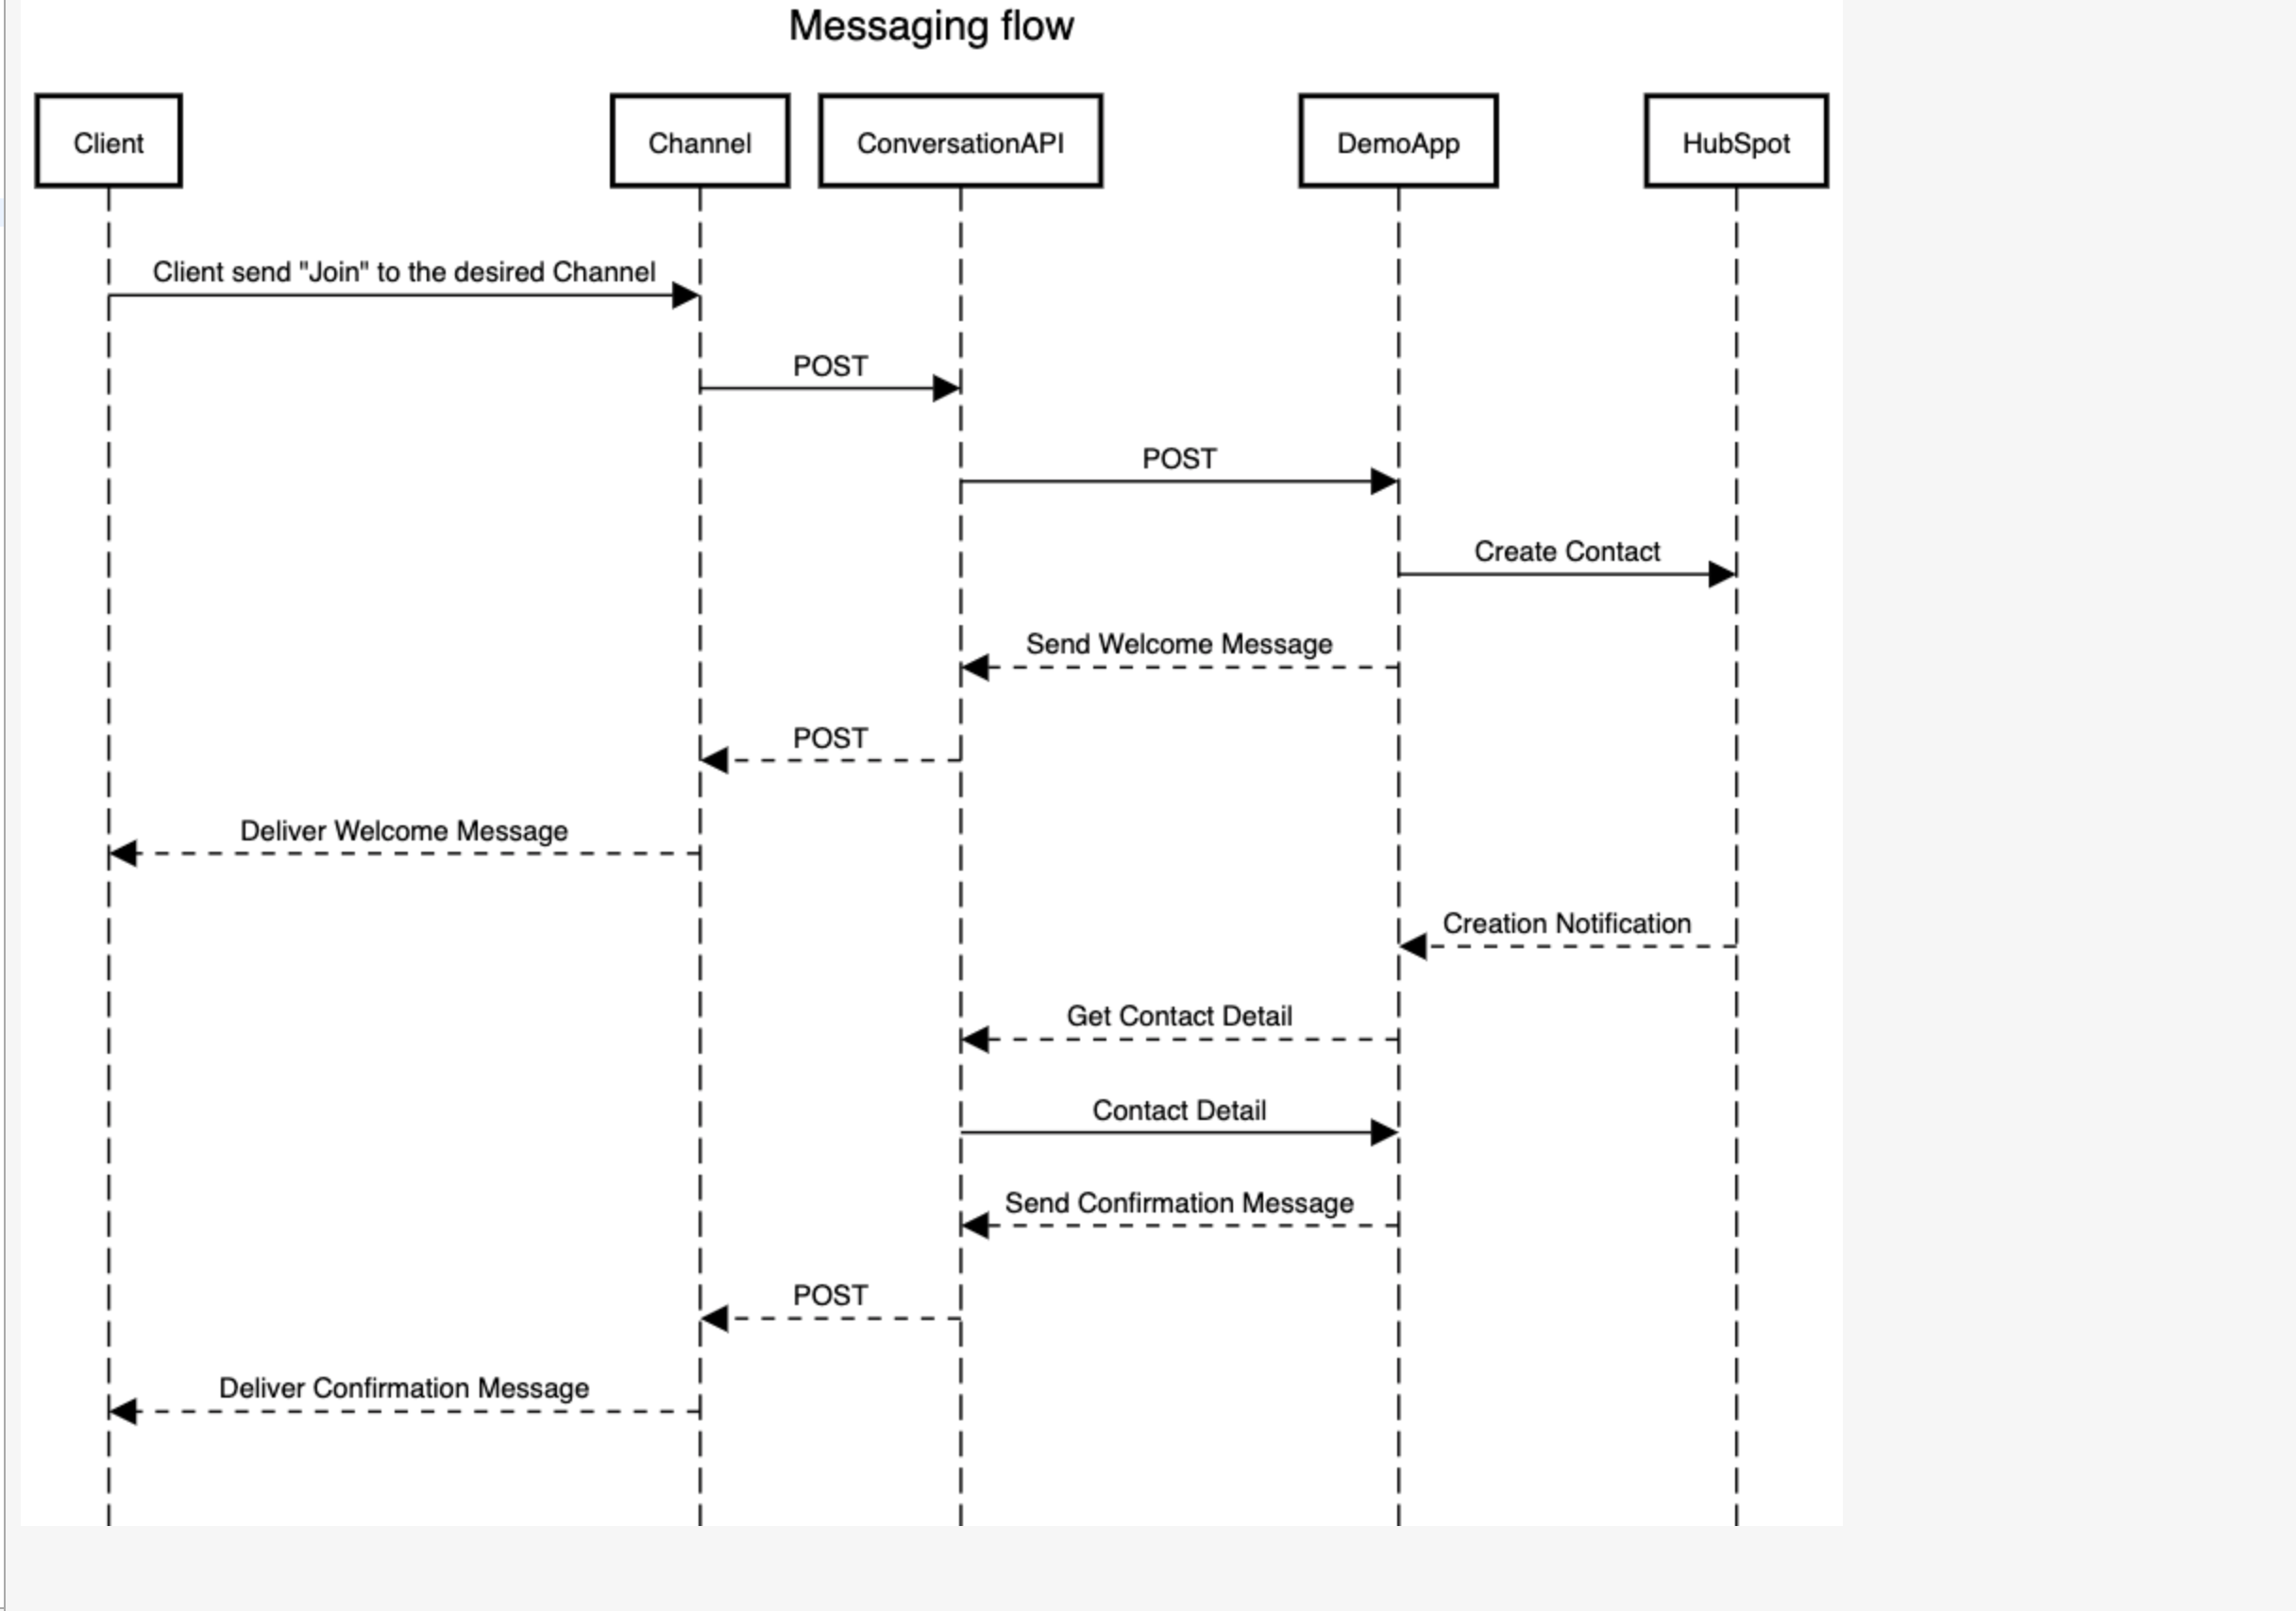 Messaging flow
Client
Channel
ConversationAPI
DemoApp
HubSpot
Client send "Join" to the desired Channel
POST
POST
Create Contact
Send Welcome Message
POST
Deliver Welcome Message
Creation Notification
Get Contact Detail
Contact Detail
Send Confirmation Message
POST
Deliver Confirmation Message